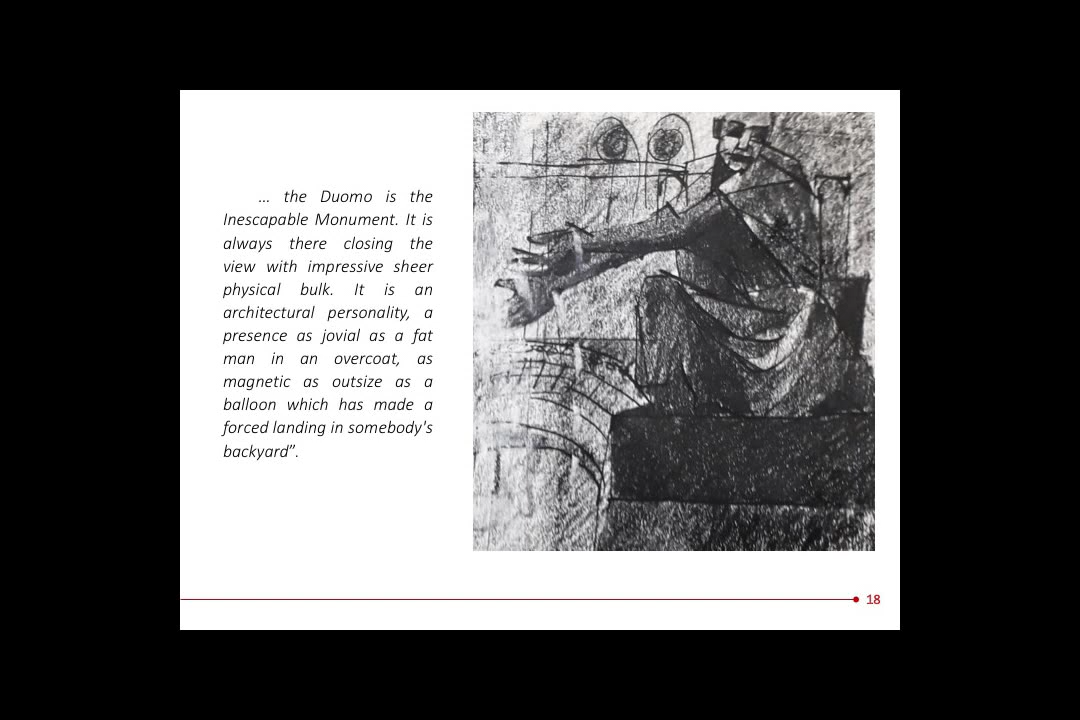 ... the Duomo is the
Inescapable Monument. It is
always there closing the
view with impressive sheer
physical bulk. It is an
architectural personality, a
presence as jovial as a fat
man in an overcoat, as
magnetic as outsize as a
balloon which has made a
forced landing in somebody's
backyard”.
18